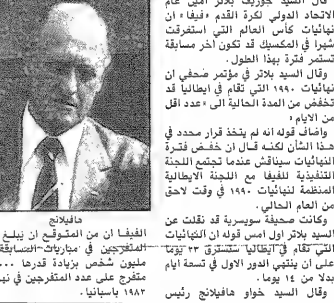 قال السيد جوزيف بلاتر امين عام
الاتحاد الدولي لكرة القدم «فيفا» ان
نهائيات كأس العالم التي استغرقت
شهرا في المكسيك قد تكون اخر مسابقة
تستمر فترة بهذا الطول.
وقال السيد بلاتر في مؤتمر صحفي ان
نهائيات ١٩٩٠ التي تقام في ايطاليا قد
تخفض من المدة الحالية الى «عدد اقل
من الايام»
واضاف قوله انه لم يتخذ قرار محدد في
هذا الشأن لكنه قال ان خفض فترة
النهائيات سيناقش عندما تجتمع اللجنة
التنفيذية للفيفا مع اللجنة الايطالية
المنظمة لنهائيات ١٩٩٠ في وقت لاحق
من العام الحالي.
وكانت صحيفة سويسرية قد نقلت عن
السيد بلاتر اول امس قوله ان النهائيات
التي تقام في ايطاليا ستستغرق ٢٣ يوما
على ان ينتهي الدور الاول في تسعة ايام
بدلا من ١٤ يوما.
وقال السيد خواو هافيلانج رئيس
هافيلانج
الفيفا ان من المتوقع ان يبلغ
المتفرجين في مباريات المسابقة
مليون شخص بزيادة قدرها
متفرج على عدد المتفرجين في
١٩٨٢ باسبانيا.